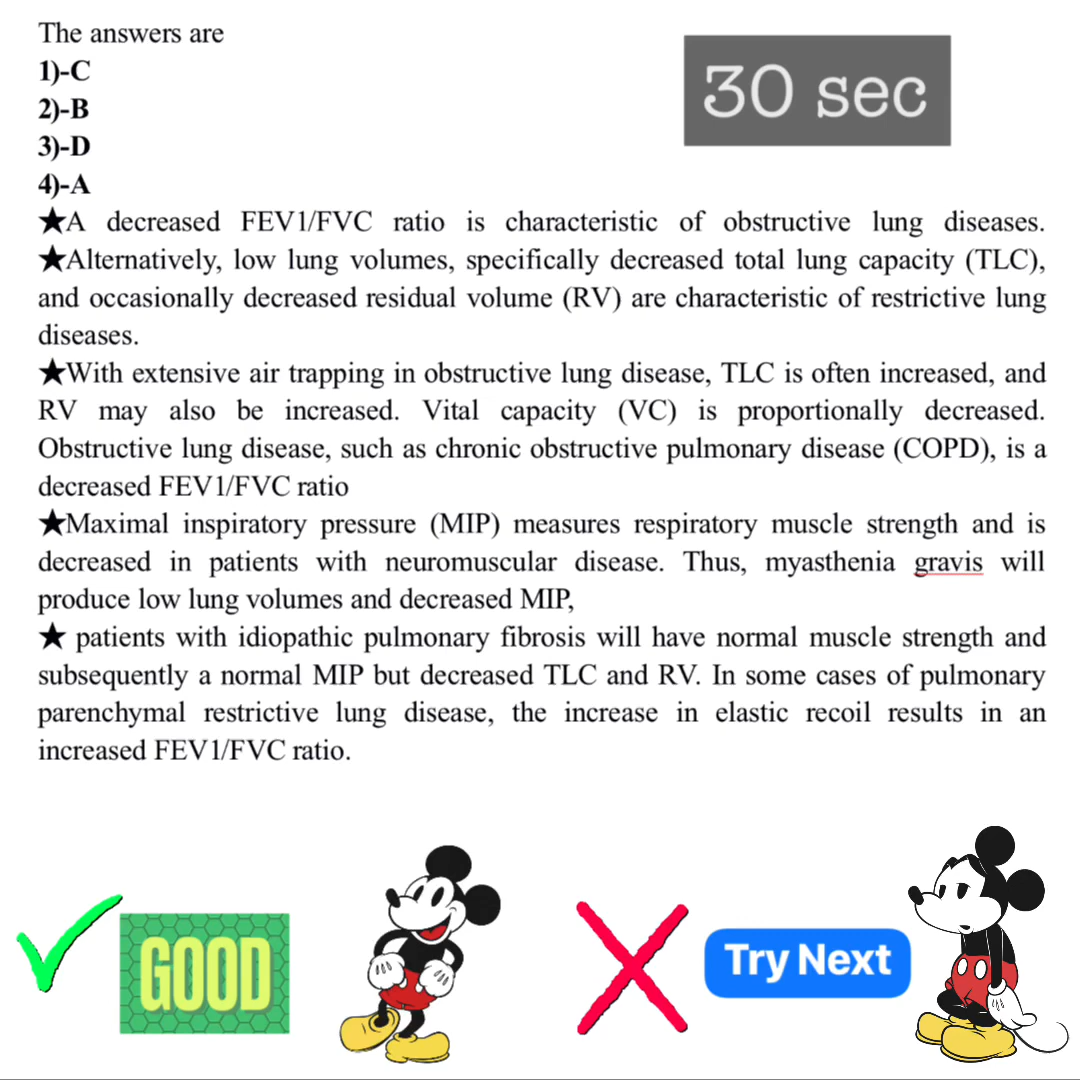 The answers are
30 sec
1)-C
2)-B
3)-D
4)-A
★A decreased FEV1/FVC ratio is characteristic of obstructive lung diseases.
★Alternatively, low lung volumes, specifically decreased total lung capacity (TLC),
and occasionally decreased residual volume (RV) are characteristic of restrictive lung
diseases.
★With extensive air trapping in obstructive lung disease, TLC is often increased, and
RV may also be increased. Vital capacity (VC) is proportionally decreased.
Obstructive lung disease, such as chronic obstructive pulmonary disease (COPD), is a
decreased FEV1/FVC ratio
★Maximal inspiratory pressure (MIP) measures respiratory muscle strength and is
decreased in patients with neuromuscular disease. Thus, myasthenia gravis will
produce low lung volumes and decreased MIP,
★ patients with idiopathic pulmonary fibrosis will have normal muscle strength and
subsequently a normal MIP but decreased TLC and RV. In some cases of pulmonary
parenchymal restrictive lung disease, the increase in elastic recoil results in an
increased FEV1/FVC ratio.
GOOD
Try Next